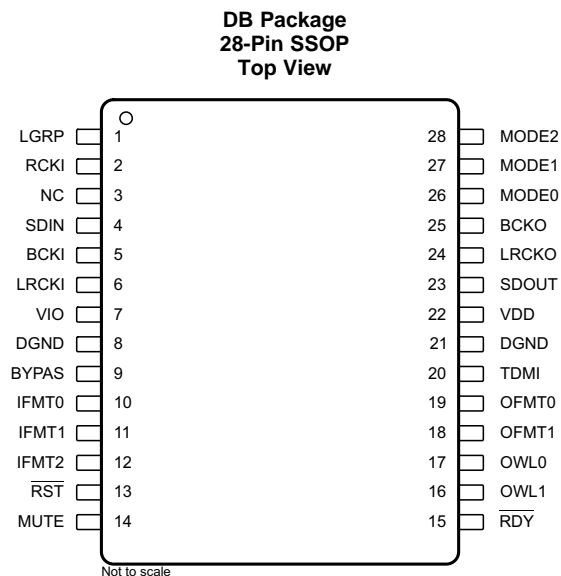 DB Package
28-Pin SSOP
Top View
LGRP 1 28 MODE2
RCKI 2 27 MODE1
NC 3 26 MODE0
SDIN 4 25 BCKO
BCKI 5 24 LRCKO
LRCKI 6 23 SDOUT
VIO 7 22 VDD
DGND 8 21 DGND
BYPAS 9 20 TDMI
IFMT0 10 19 OFMT0
IFMT1 11 18 OFMT1
IFMT2 12 17 OWL0
R̅S̅T̅ 13 16 OWL1
MUTE 14 15 R̅D̅Y̅
Not to scale